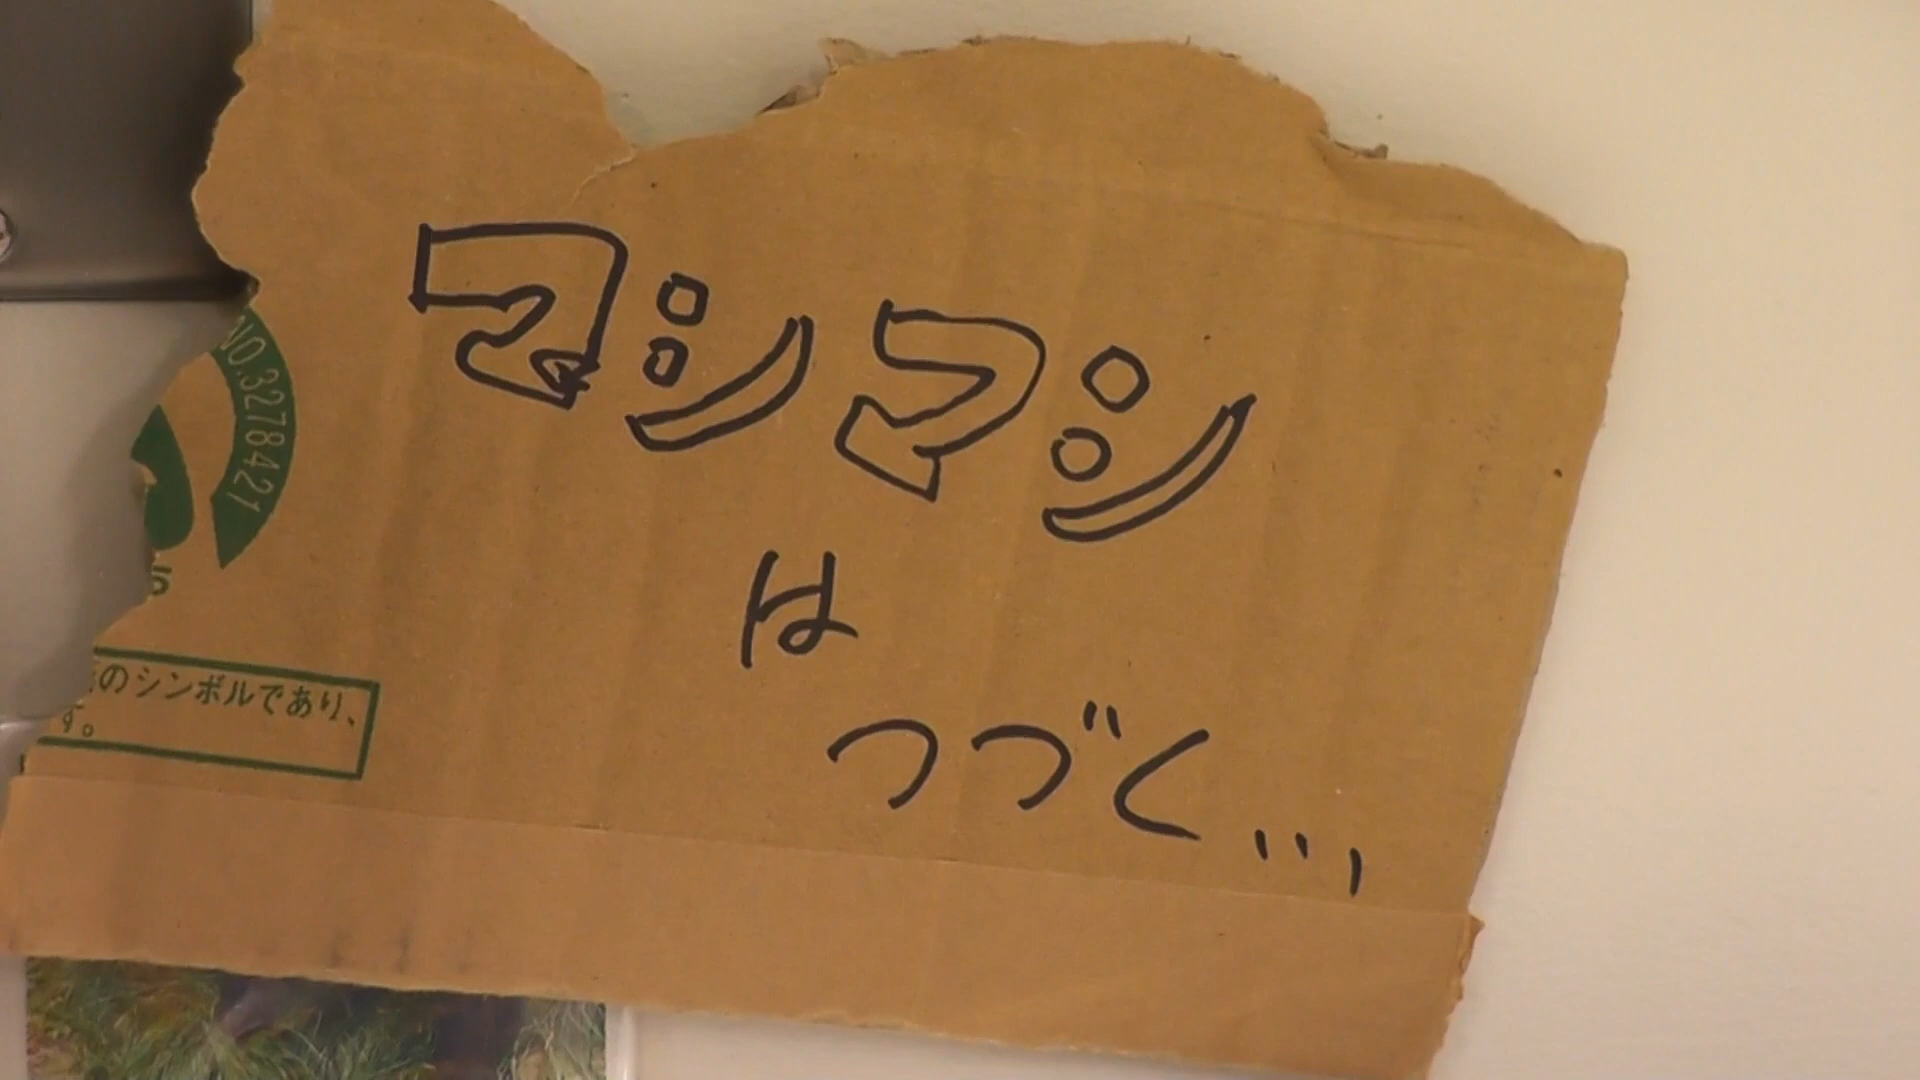 マシマシ
は
つづく...
NO.3278421
のシンボルであり、
す。